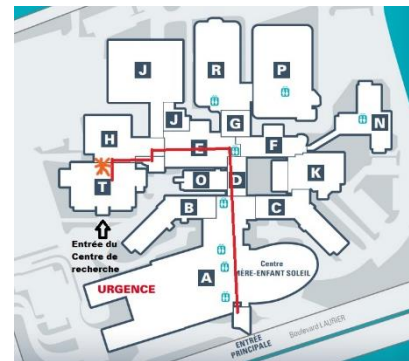 J
R
P
N
H
J
G
F
E
T
O
D
K
B
C
Entrée du
Centre de
recherche
A
Centre
MÈRE-ENFANT SOLEIL
URGENCE
ENTRÉE
PRINCIPALE
Boulevard LAURIER